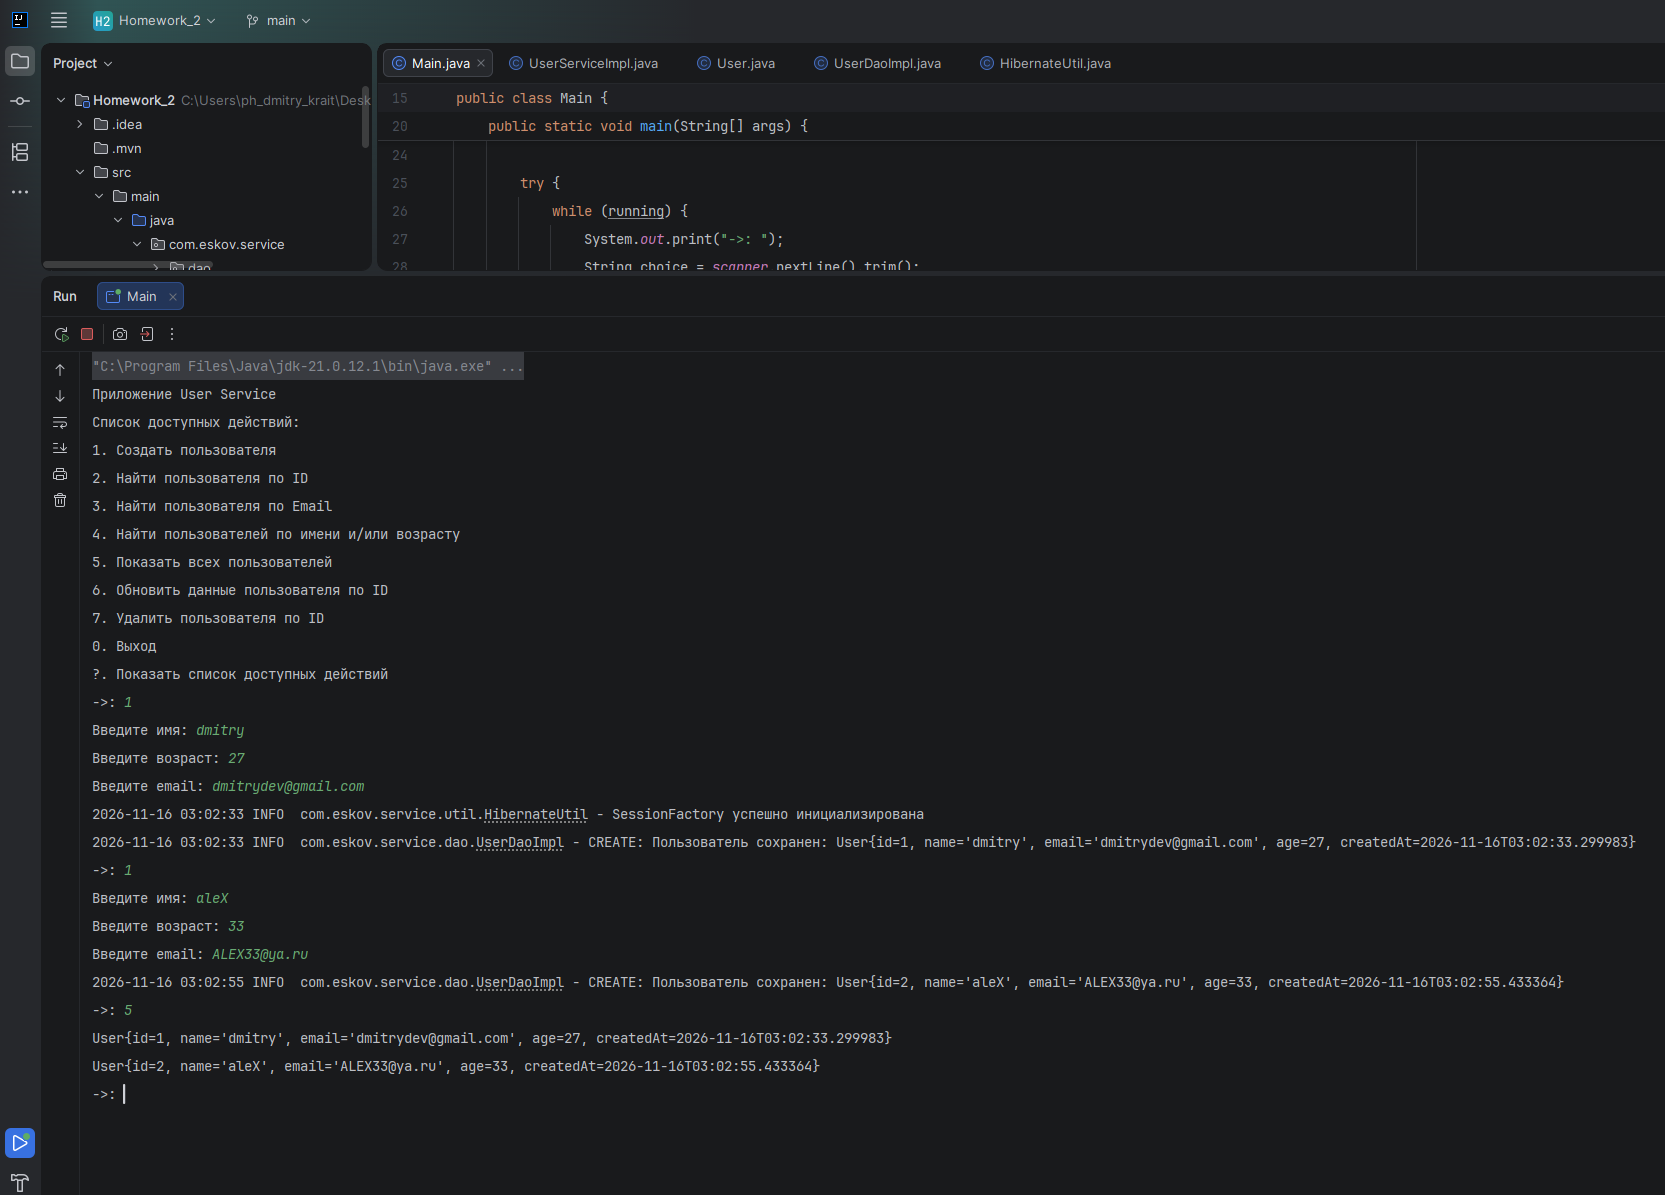 H2 Homework_2 main
Project
Homework_2 C:\Users\ph_dmitry_krait\Desk
.idea
.mvn
src
main
java
com.eskov.service
dao
Main.java UserServiceImpl.java User.java UserDaoImpl.java HibernateUtil.java
15 public class Main {
20 public static void main(String[] args) {
24
25 try {
26 while (running) {
27 System.out.print("->: ");
28 String choice = scanner.nextLine().trim();
Run Main
"C:\Program Files\Java\jdk-21.0.12.1\bin\java.exe" ...
Приложение User Service
Список доступных действий:
1. Создать пользователя
2. Найти пользователя по ID
3. Найти пользователя по Email
4. Найти пользователей по имени и/или возрасту
5. Показать всех пользователей
6. Обновить данные пользователя по ID
7. Удалить пользователя по ID
0. Выход
?. Показать список доступных действий
->: 1
Введите имя: dmitry
Введите возраст: 27
Введите email: dmitrydev@gmail.com
2026-11-16 03:02:33 INFO  com.eskov.service.util.HibernateUtil - SessionFactory успешно инициализирована
2026-11-16 03:02:33 INFO  com.eskov.service.dao.UserDaoImpl - CREATE: Пользователь сохранен: User{id=1, name='dmitry', email='dmitrydev@gmail.com', age=27, createdAt=2026-11-16T03:02:33.299983}
->: 1
Введите имя: aleX
Введите возраст: 33
Введите email: ALEX33@ya.ru
2026-11-16 03:02:55 INFO  com.eskov.service.dao.UserDaoImpl - CREATE: Пользователь сохранен: User{id=2, name='aleX', email='ALEX33@ya.ru', age=33, createdAt=2026-11-16T03:02:55.433364}
->: 5
User{id=1, name='dmitry', email='dmitrydev@gmail.com', age=27, createdAt=2026-11-16T03:02:33.299983}
User{id=2, name='aleX', email='ALEX33@ya.ru', age=33, createdAt=2026-11-16T03:02:55.433364}
->: